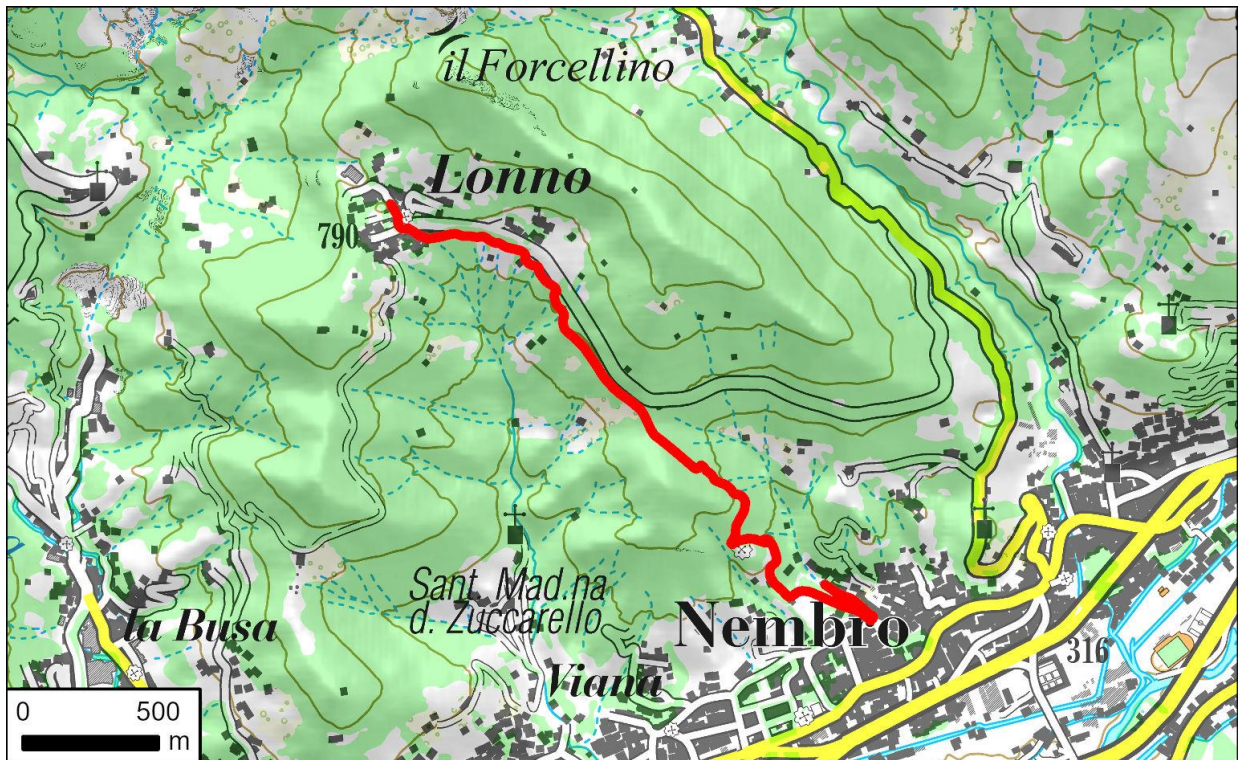 il Forcellino
Lonno
790
Sant. Mad.na
d. Zuccarello
la Busa
Nembro
316
Viana
0 500
m